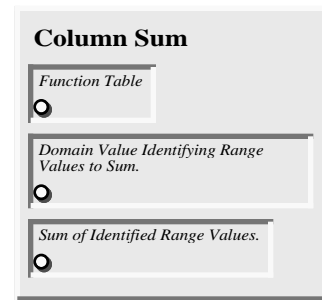 Column Sum
Function Table
Domain Value Identifying Range
Values to Sum.
Sum of Identified Range Values.